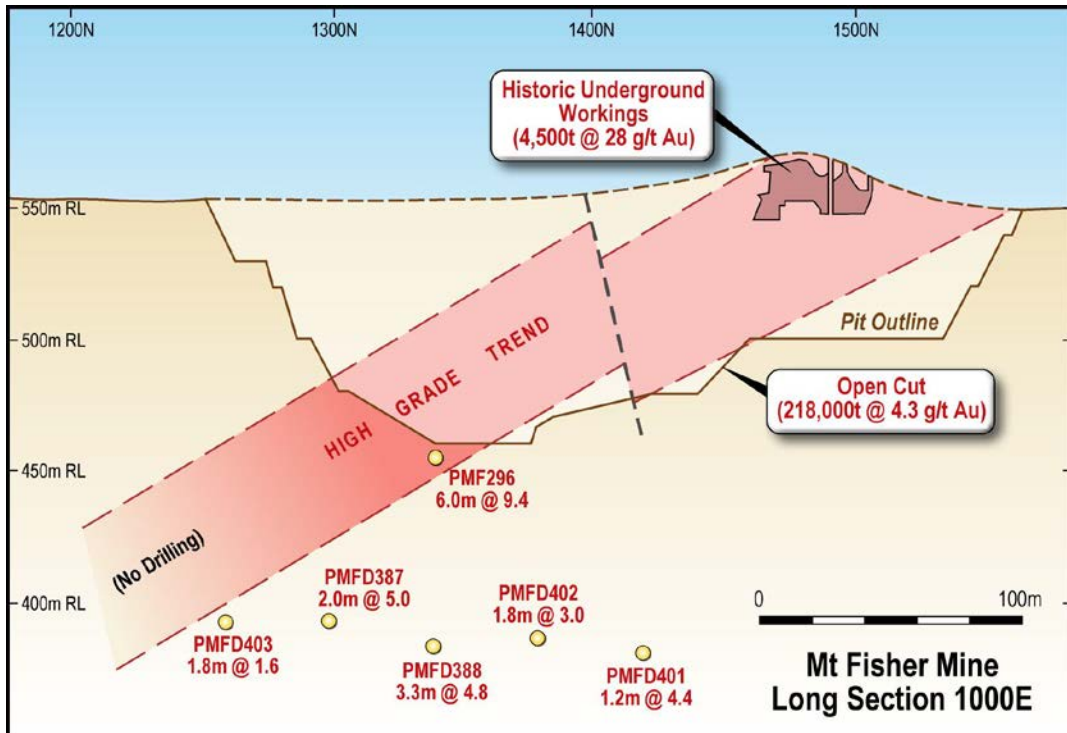 1200N 1300N 1400N 1500N
Historic Underground
Workings
(4,500t @ 28 g/t Au)
550m RL
500m RL
Pit Outline
HIGH GRADE TREND
Open Cut
(218,000t @ 4.3 g/t Au)
450m RL
PMF296
6.0m @ 9.4
(No Drilling)
400m RL
PMFD403
1.8m @ 1.6
PMFD387
2.0m @ 5.0
PMFD388
3.3m @ 4.8
PMFD402
1.8m @ 3.0
PMFD401
1.2m @ 4.4
0 100m
Mt Fisher Mine
Long Section 1000E